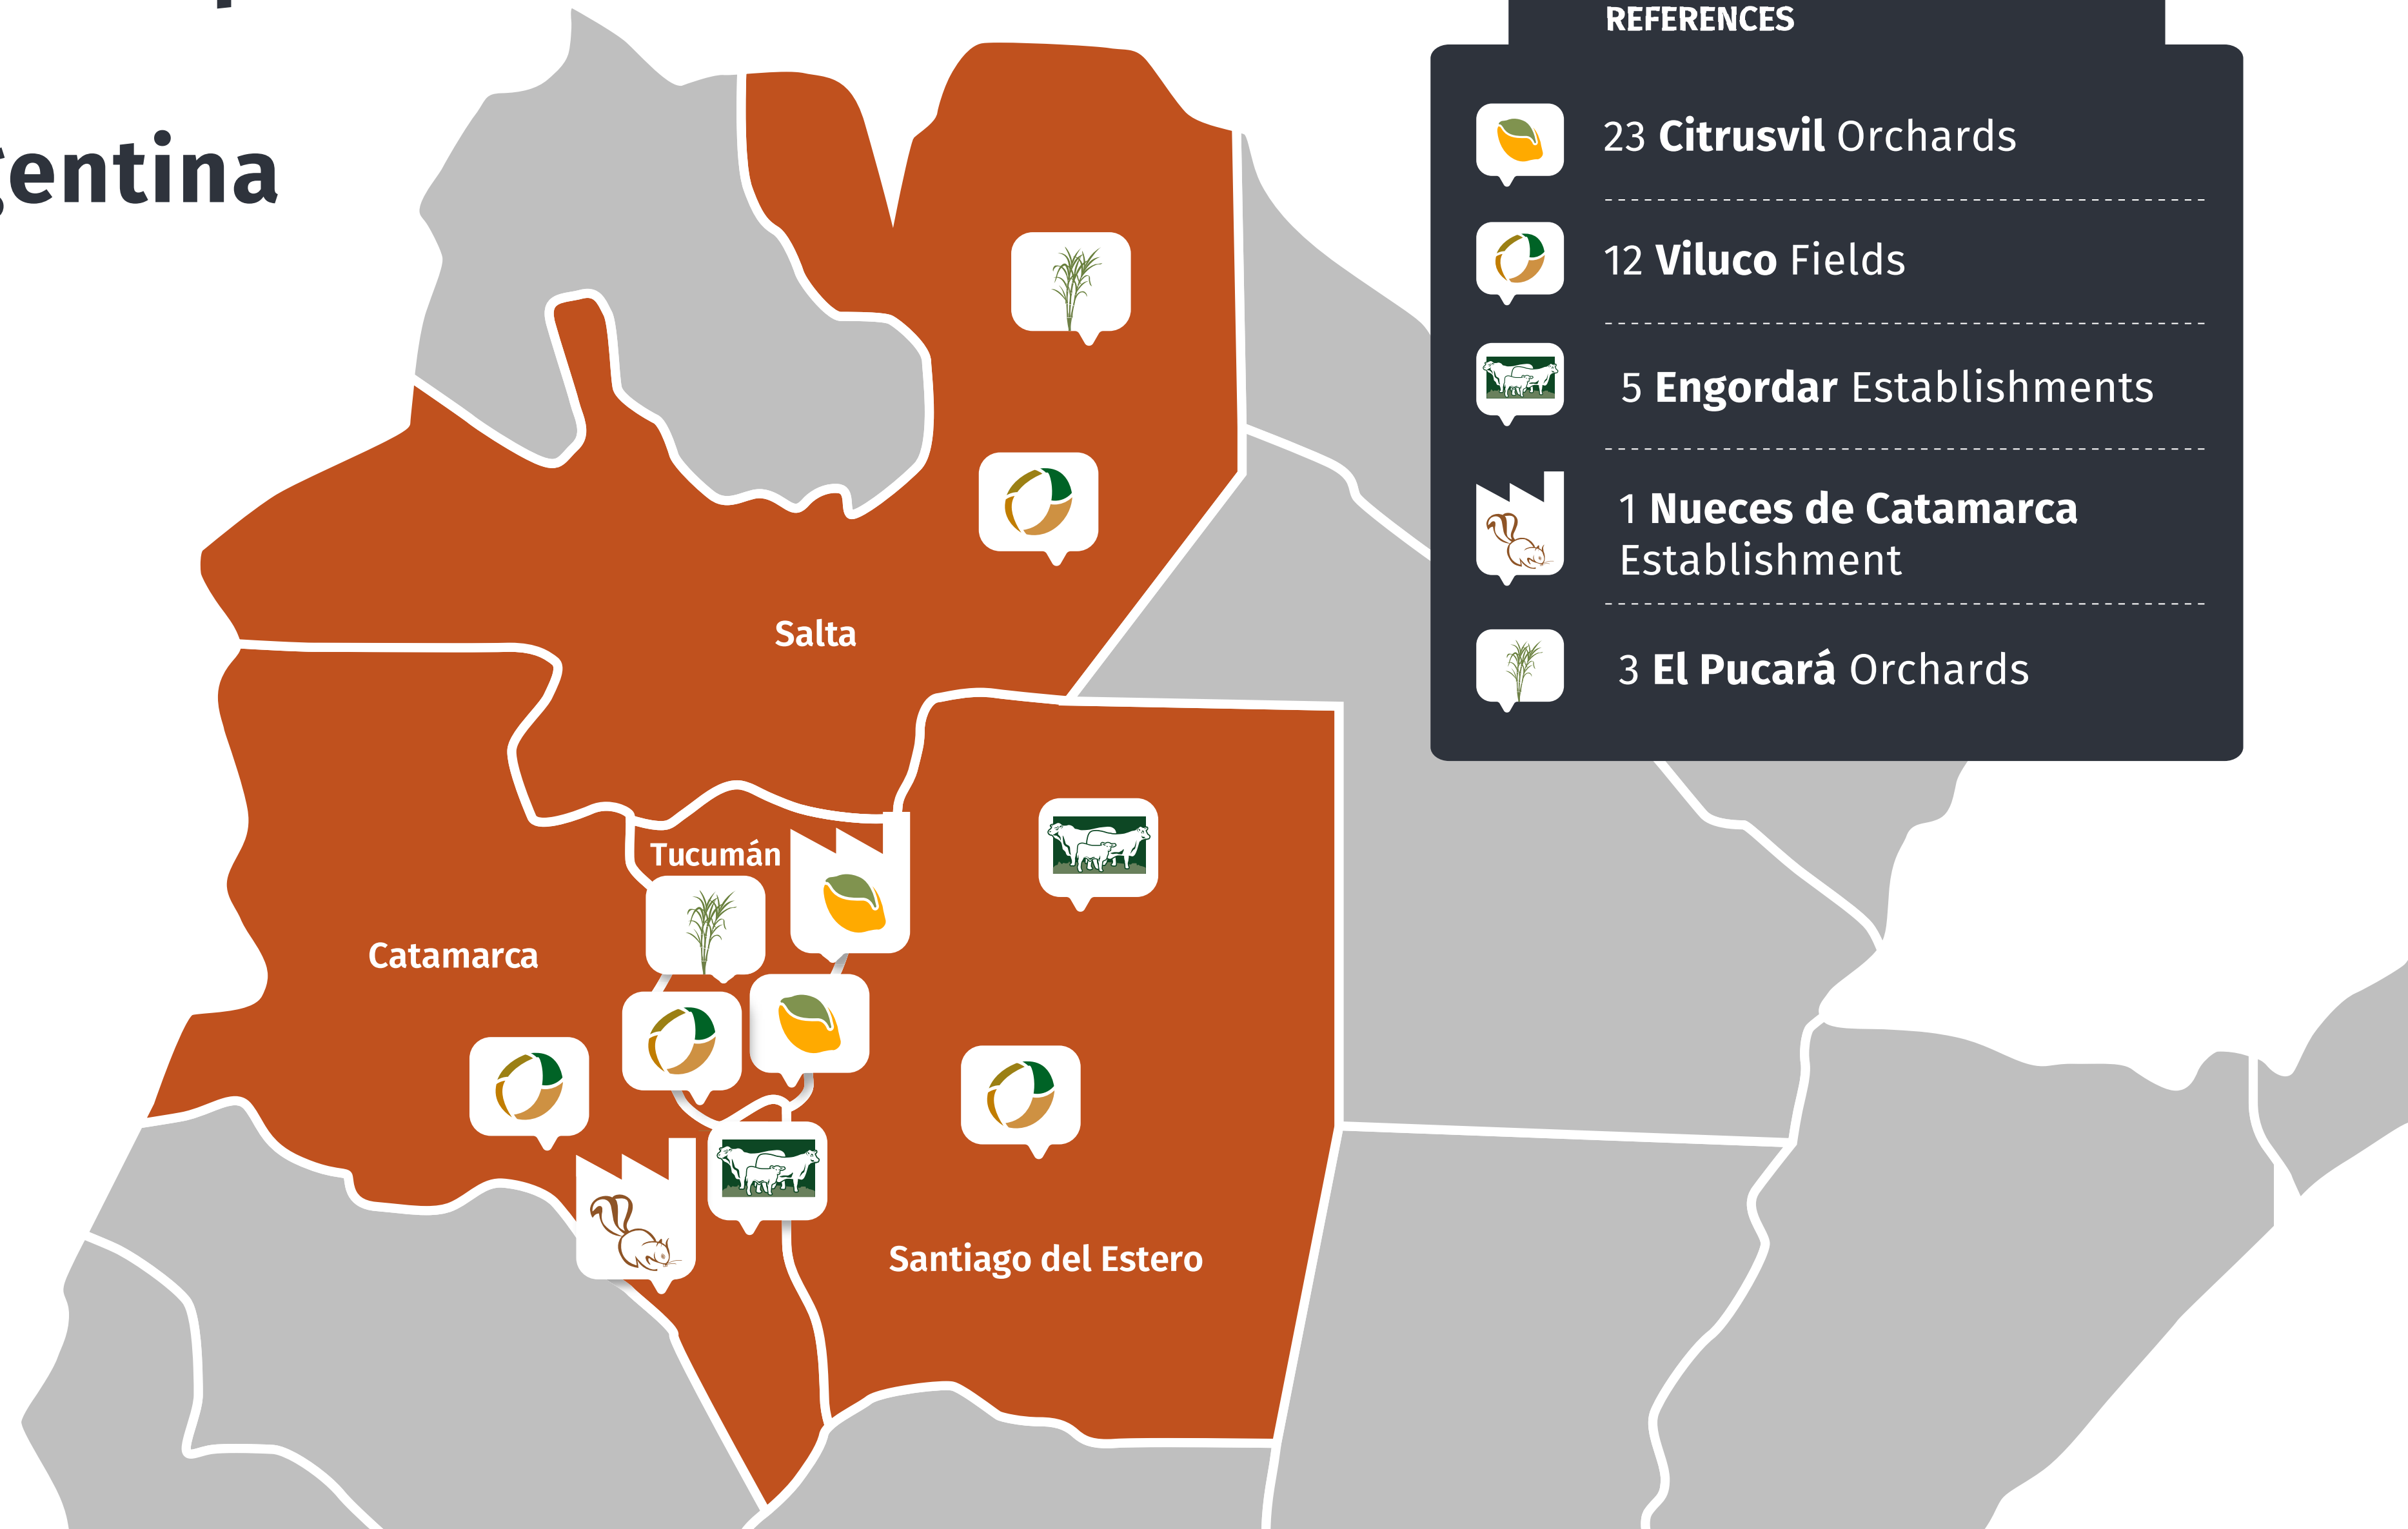 entina
REFERENCES
23 Citrusvil Orchards
12 Viluco Fields
5 Engordar Establishments
1 Nueces de Catamarca
Establishment
3 El Pucará Orchards
Salta
Tucumán
Catamarca
Santiago del Estero